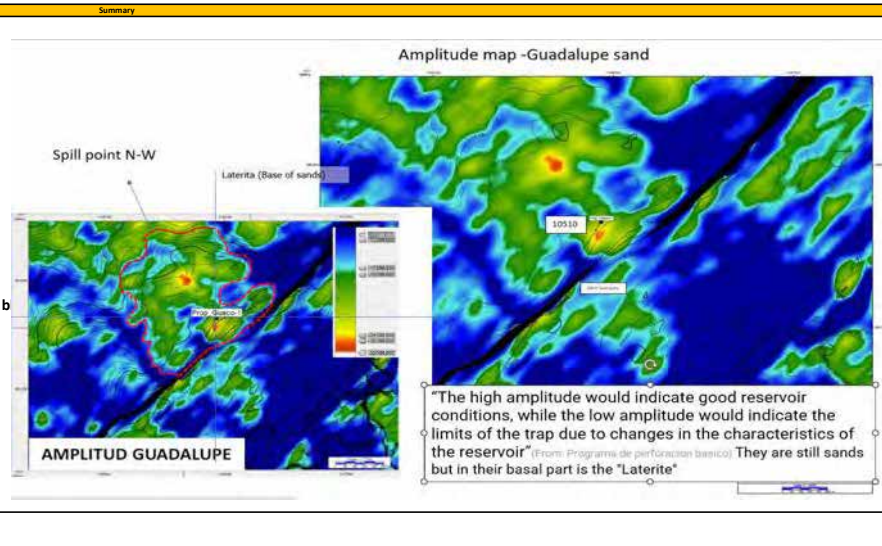 Summary
Amplitude map -Guadalupe sand
Spill point N-W
Laterita (Base of sands)
10510
Prop_Guaco-1
b
"The high amplitude would indicate good reservoir
conditions, while the low amplitude would indicate the
limits of the trap due to changes in the characteristics of
the reservoir"(From: Programa de perforacion basico) They are still sands
but in their basal part is the "Laterite"
AMPLITUD GUADALUPE